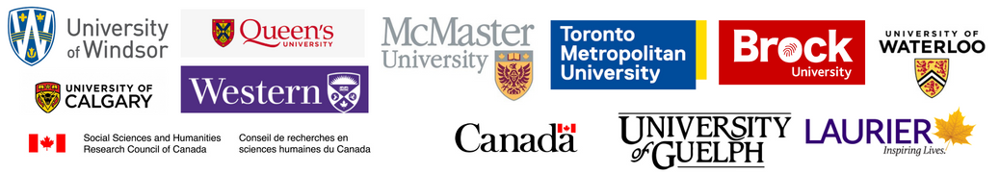 University
of Windsor
Queen's
UNIVERSITY
McMaster
University
Toronto
Metropolitan
University
Brock
University
UNIVERSITY OF
WATERLOO
UNIVERSITY OF
CALGARY
Western
Social Sciences and Humanities
Research Council of Canada
Conseil de recherches en
sciences humaines du Canada
Canada
UNIVERSITY
of GUELPH
LAURIER
Inspiring Lives.